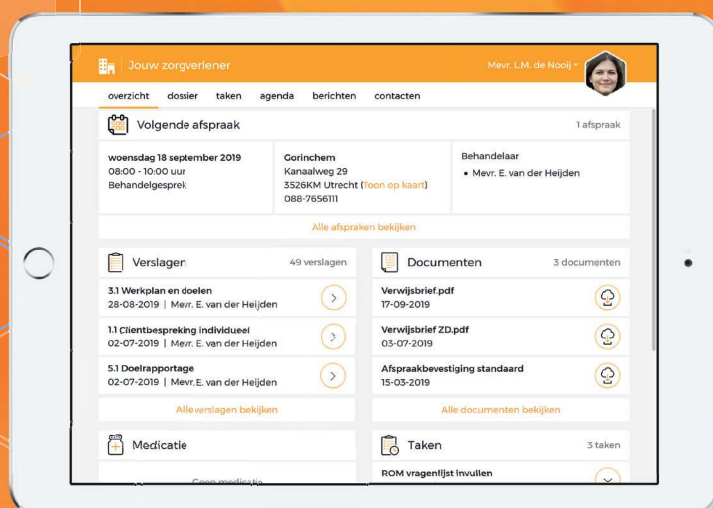 Jouw zorgverlener
Mevr. L.M. de Nooij
overzicht dossier taken agenda berichten contacten
Volgende afspraak
1 afspraak
woensdag 18 september 2019
08:00 - 10:00 uur
Behandelgesprek
Gorinchem
Kanaalweg 29
3526KM Utrecht (Toon op kaart)
088-7656111
Behandelaar
• Mevr. E. van der Heijden
Alle afspraken bekijken
Verslagen
49 verslagen
3.1 Werkplan en doelen
28-08-2019 | Mevr. E. van der Heijden
1.1 Clientbespreking individueel
02-07-2019 | Mevr. E. van der Heijden
5.1 Doelrapportage
02-07-2019 | Mevr. E. van der Heijden
Alle verslagen bekijken
Documenten
3 documenten
Verwijsbrief.pdf
17-09-2019
Verwijsbrief ZD.pdf
03-07-2019
Afspraakbevestiging standaard
15-03-2019
Alle documenten bekijken
Medicatie
Geen medicatie
Taken
3 taken
ROM vragenlijst invullen